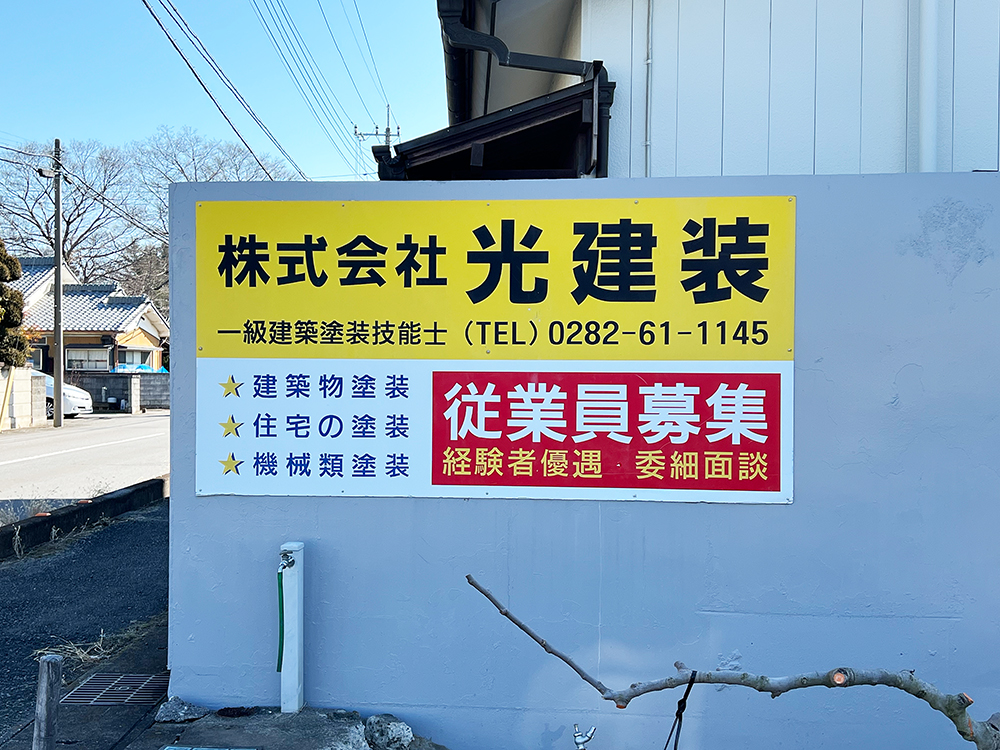 株式会社 光建装
一級建築塗装技能士 (TEL) 0282-61-1145
★ 建築物塗装
★ 住宅の塗装
★ 機械類塗装
従業員募集
経験者優遇 委細面談